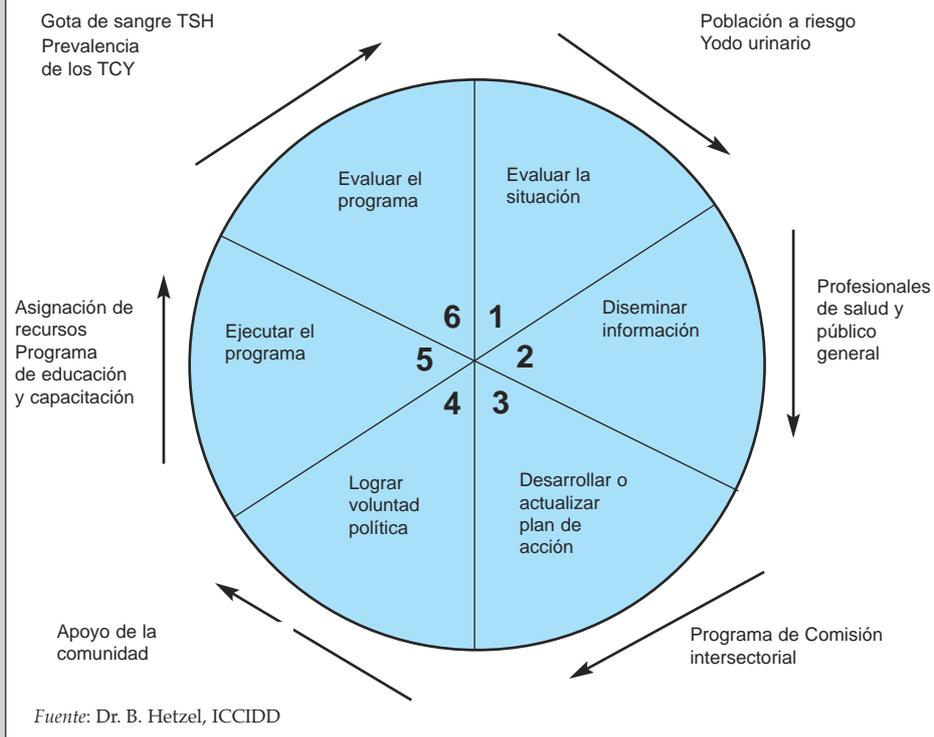 Gota de sangre TSH
Prevalencia
de los TCY
Población a riesgo
Yodo urinario
Evaluar el
programa
Evaluar la
situación
Profesionales
de salud y
público
general
Asignación de
recursos
Programa
de educación
y capacitación
Ejecutar el
programa
Diseminar
información
6 1
5 2
4 3
Lograr
voluntad
política
Desarrollar o
actualizar
plan de
acción
Apoyo de la
comunidad
Programa de Comisión
intersectorial
Fuente: Dr. B. Hetzel, ICCIDD